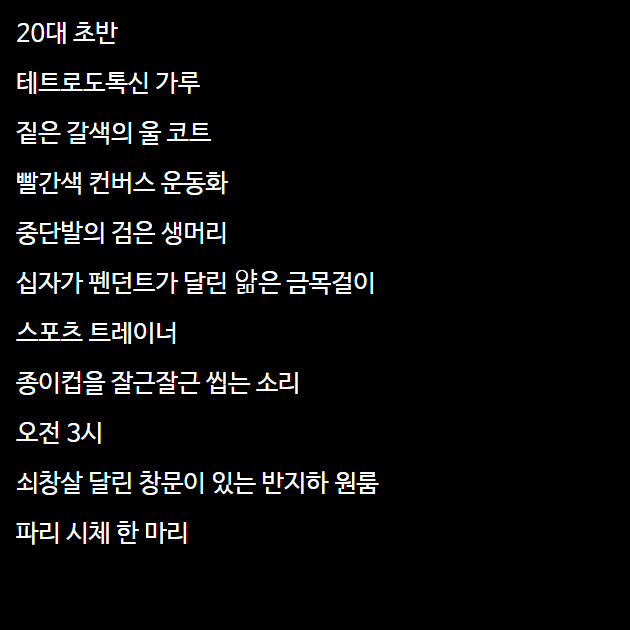 20대 초반
테트로도톡신 가루
짙은 갈색의 울 코트
빨간색 컨버스 운동화
중단발의 검은 생머리
십자가 펜던트가 달린 얇은 금목걸이
스포츠 트레이너
종이컵을 잘근잘근 씹는 소리
오전 3시
쇠창살 달린 창문이 있는 반지하 원룸
파리 시체 한 마리